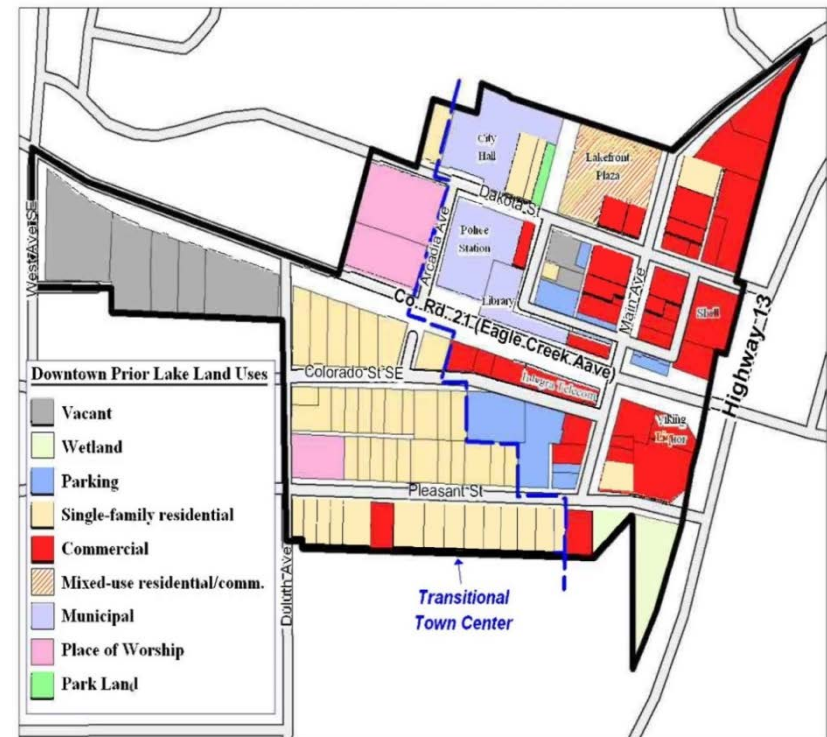 City
Hall
Lakefront
Plaza
Dakota St
West Ave SE
Arcadia Ave
Police
Station
Library
Main Ave
Shell
Highway 13
Co. Rd. 21 (Eagle Creek Aave)
Colorado St SE
Integra Telecom
Viking
Liquor
Pleasant St
Duluth Ave
Transitional
Town Center
Downtown Prior Lake Land Uses
Vacant
Wetland
Parking
Single-family residential
Commercial
Mixed-use residential/comm.
Municipal
Place of Worship
Park Land